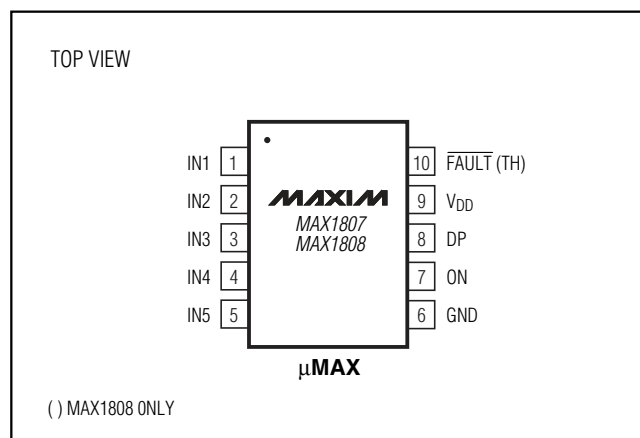 TOP VIEW
IN1 1
IN2 2
IN3 3
IN4 4
IN5 5
MAXIM
MAX1807
MAX1808
10 FAULT (TH)
9 VDD
8 DP
7 ON
6 GND
µMAX
( ) MAX1808 0NLY